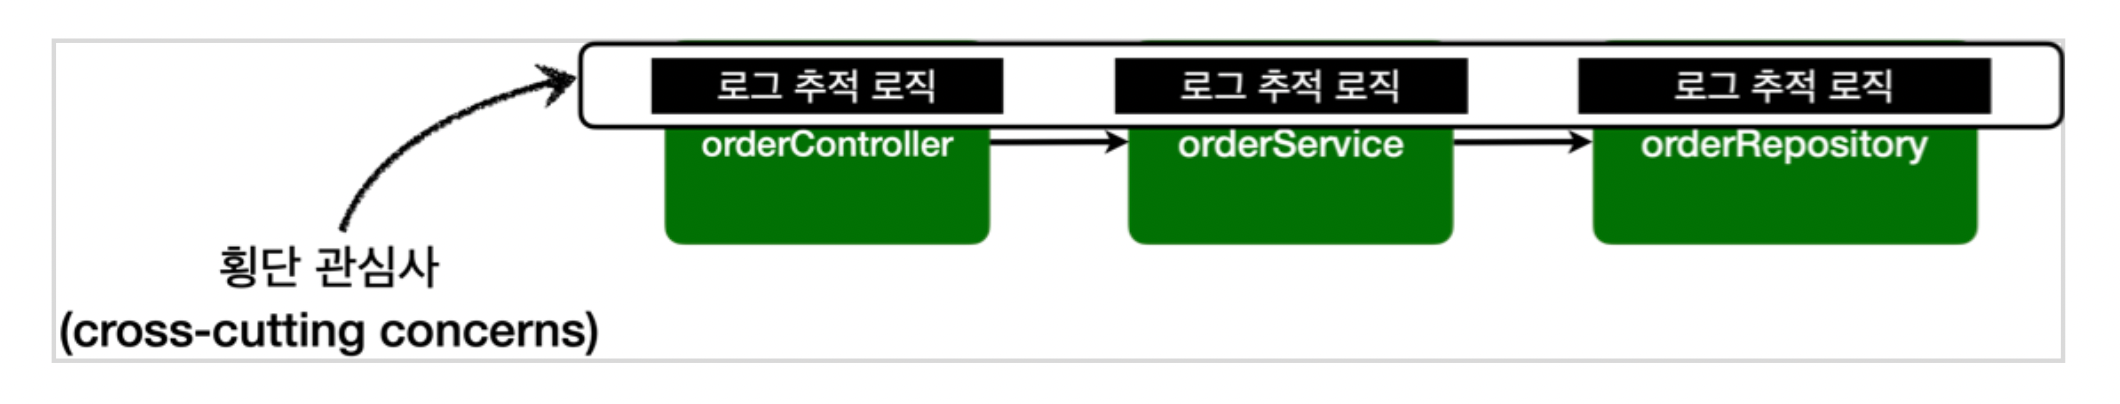 로그 추적 로직
로그 추적 로직
로그 추적 로직
orderController
orderService
orderRepository
횡단 관심사
(cross-cutting concerns)